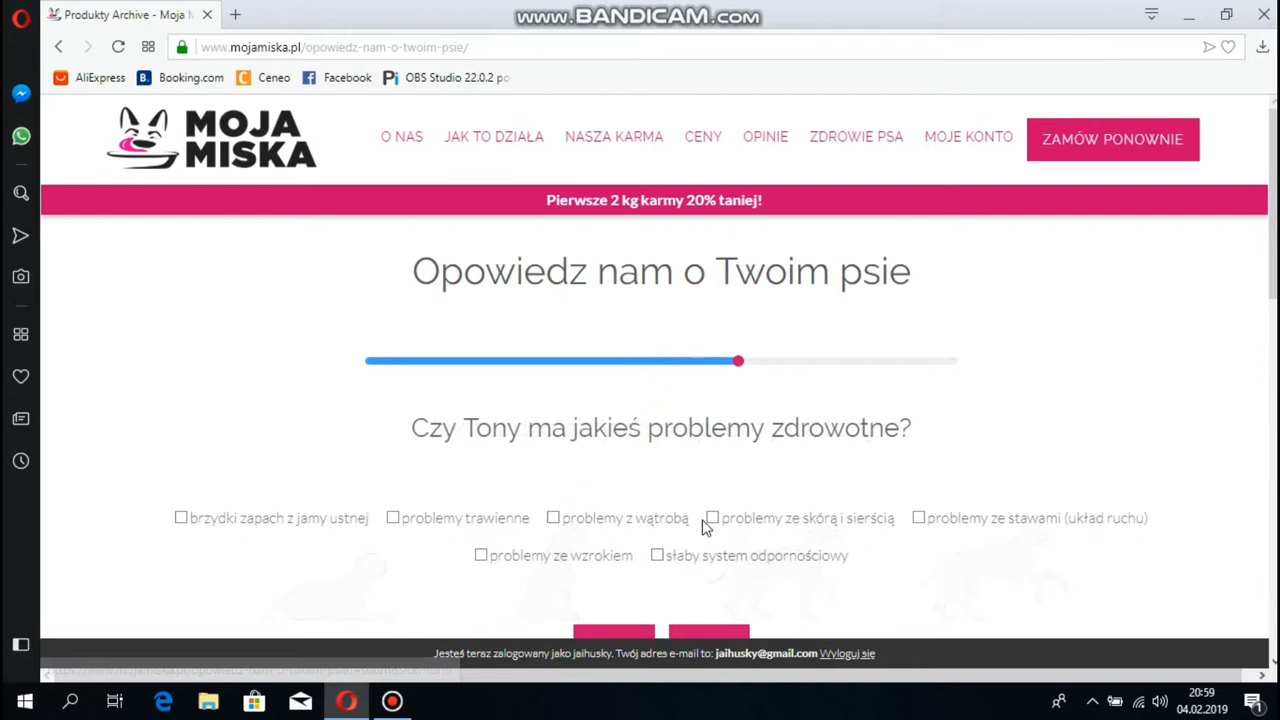 Produkty Archive - Moja M
www.BANDICAM.com
www.mojamiska.pl/opowiedz-nam-o-twoim-psie/
AliExpress Booking.com Ceneo Facebook OBS Studio 22.0.2 po
MOJA MISKA
O NAS JAK TO DZIAŁA NASZA KARMA CENY OPINIE ZDROWIE PSA MOJE KONTO ZAMÓW PONOWNIE
Pierwsze 2 kg karmy 20% taniej!
Opowiedz nam o Twoim psie
Czy Tony ma jakieś problemy zdrowotne?
brzydki zapach z jamy ustnej problemy trawienne problemy z wątrobą problemy ze skórą i sierścią problemy ze stawami (układ ruchu)
problemy ze wzrokiem słaby system odpornościowy
Jesteś teraz zalogowany jako jaihusky. Twój adres e-mail to: jaihusky@gmail.com Wyloguj się
20:59
04.02.2019
1